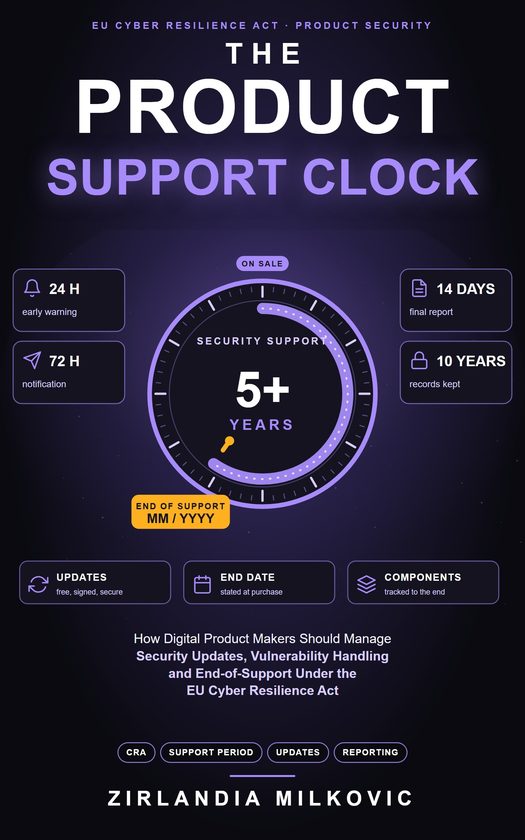 EU CYBER RESILIENCE ACT · PRODUCT SECURITY
THE
PRODUCT
SUPPORT CLOCK
ON SALE
24 H
early warning
72 H
notification
14 DAYS
final report
10 YEARS
records kept
SECURITY SUPPORT
5+
YEARS
END OF SUPPORT
MM / YYYY
UPDATES
free, signed, secure
END DATE
stated at purchase
COMPONENTS
tracked to the end
How Digital Product Makers Should Manage
Security Updates, Vulnerability Handling
and End-of-Support Under the
EU Cyber Resilience Act
CRA
SUPPORT PERIOD
UPDATES
REPORTING
ZIRLANDIA MILKOVIC